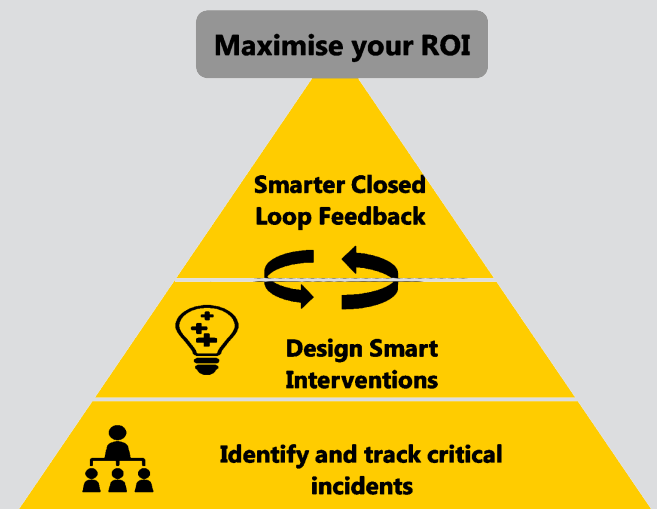 Maximise your ROI
Smarter Closed
Loop Feedback
Design Smart
Interventions
Identify and track critical
incidents